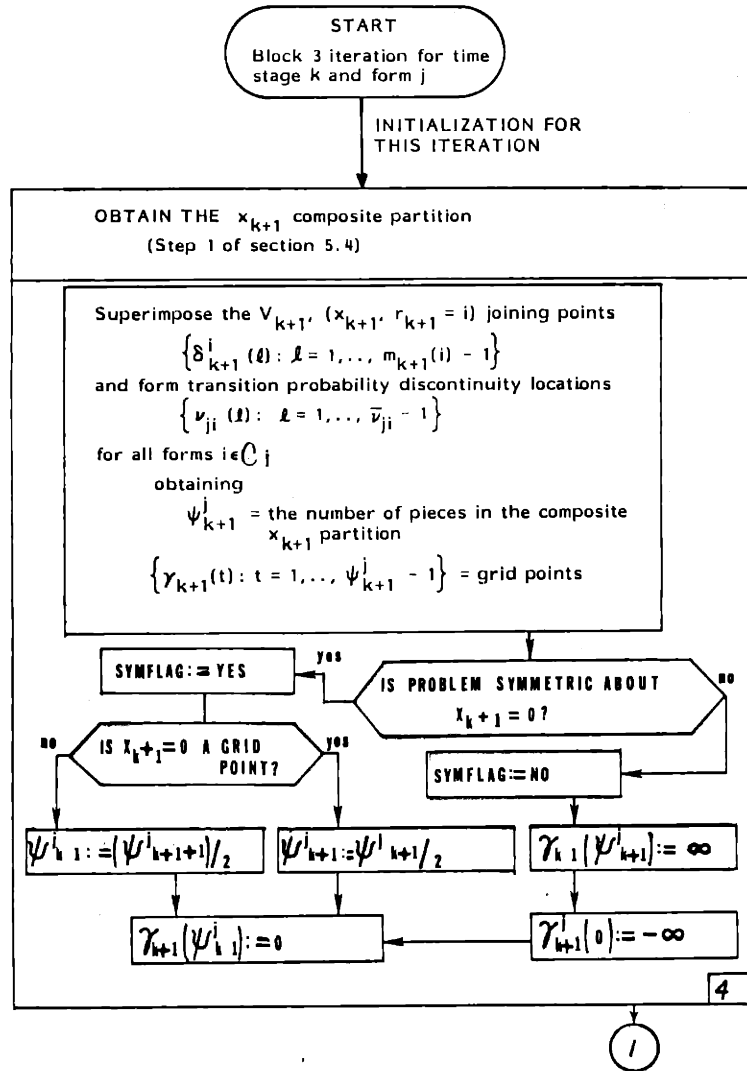 START
Block 3 iteration for time
stage k and form j
INITIALIZATION FOR
THIS ITERATION
OBTAIN THE x_{k+1} composite partition
(Step 1 of section 5.4)
Superimpose the V_{k+1}, (x_{k+1}, r_{k+1} = i) joining points
{δ^i_{k+1} (ℓ): ℓ = 1,.., m_{k+1}(i) - 1}
and form transition probability discontinuity locations
{ν_{ji} (ℓ): ℓ = 1,.., ν̅_{ji} - 1}
for all forms iϵC_j
obtaining
ψ^j_{k+1} = the number of pieces in the composite
x_{k+1} partition
{γ_{k+1}(t): t = 1,.., ψ^j_{k+1} - 1} = grid points
yes
SYMFLAG:=YES
IS PROBLEM SYMMETRIC ABOUT
x_{k+1} = 0?
no
no
IS x_{k+1}=0 A GRID
POINT?
yes
SYMFLAG:=NO
ψ^j_{k 1} :=(ψ^j_{k+1}+1)/2
ψ^j_{k+1}:=ψ^j_{k+1}/2
γ_{k 1}(ψ^j_{k+1}):= ∞
γ_{k+1}(ψ^j_{k 1}):=0
γ^j_{k+1}(0):=-∞
4
1